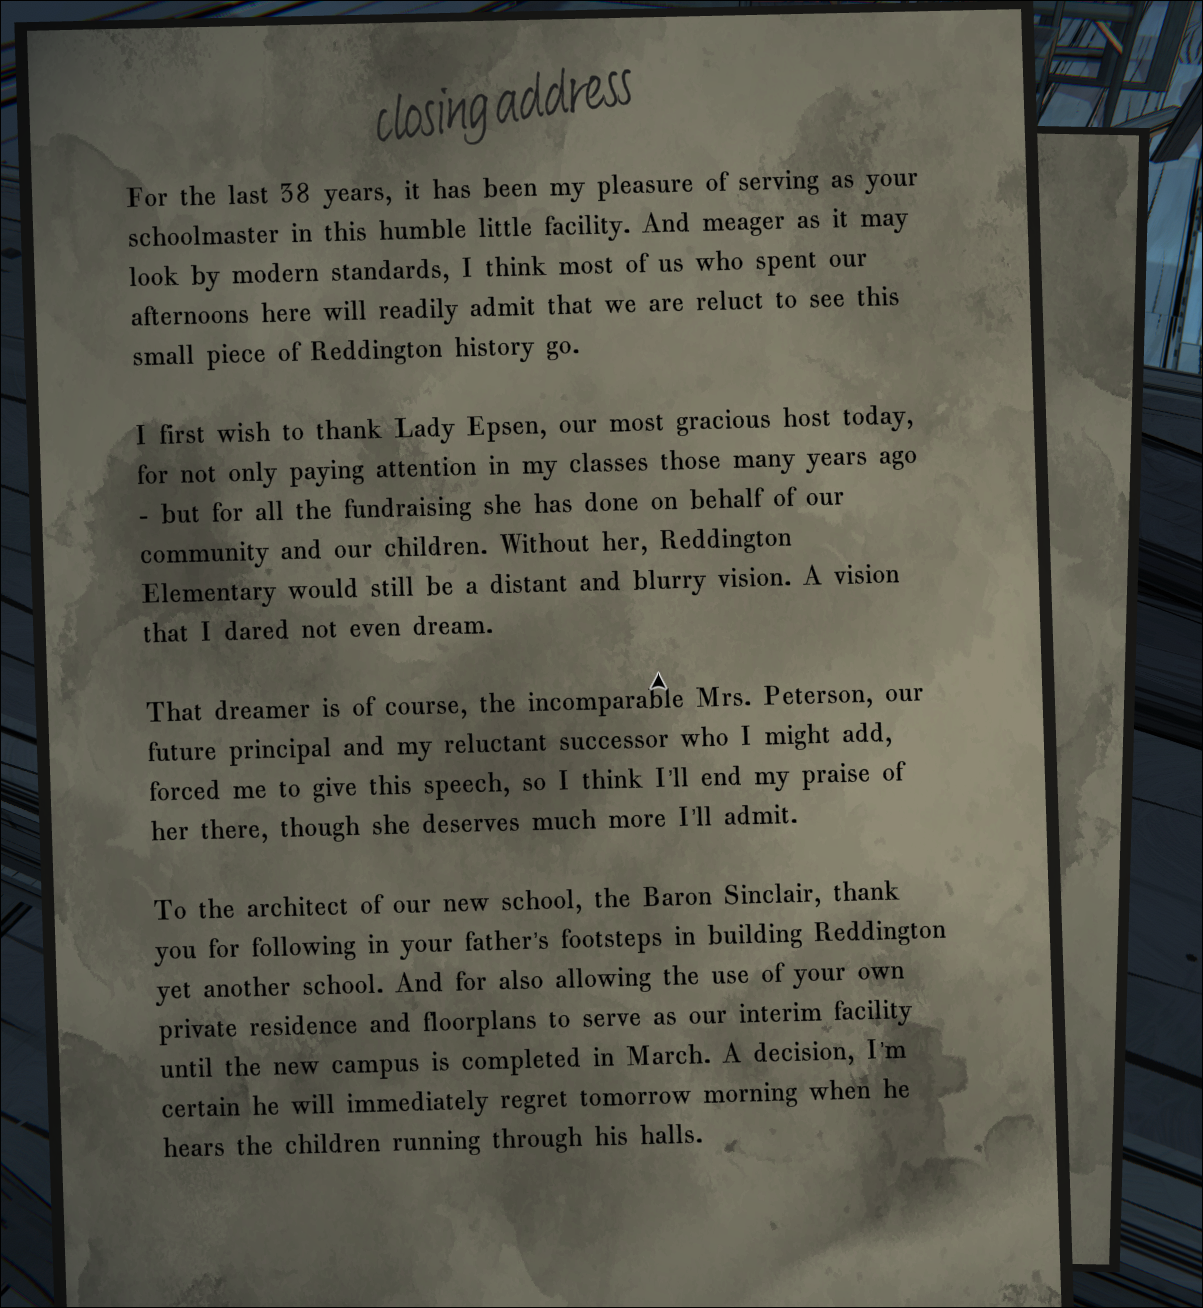 closing address
For the last 38 years, it has been my pleasure of serving as your
schoolmaster in this humble little facility. And meager as it may
look by modern standards, I think most of us who spent our
afternoons here will readily admit that we are reluct to see this
small piece of Reddington history go.
I first wish to thank Lady Epsen, our most gracious host today,
for not only paying attention in my classes those many years ago
- but for all the fundraising she has done on behalf of our
community and our children. Without her, Reddington
Elementary would still be a distant and blurry vision. A vision
that I dared not even dream.
That dreamer is of course, the incomparable Mrs. Peterson, our
future principal and my reluctant successor who I might add,
forced me to give this speech, so I think I'll end my praise of
her there, though she deserves much more I'll admit.
To the architect of our new school, the Baron Sinclair, thank
you for following in your father's footsteps in building Reddington
yet another school. And for also allowing the use of your own
private residence and floorplans to serve as our interim facility
until the new campus is completed in March. A decision, I'm
certain he will immediately regret tomorrow morning when he
hears the children running through his halls.